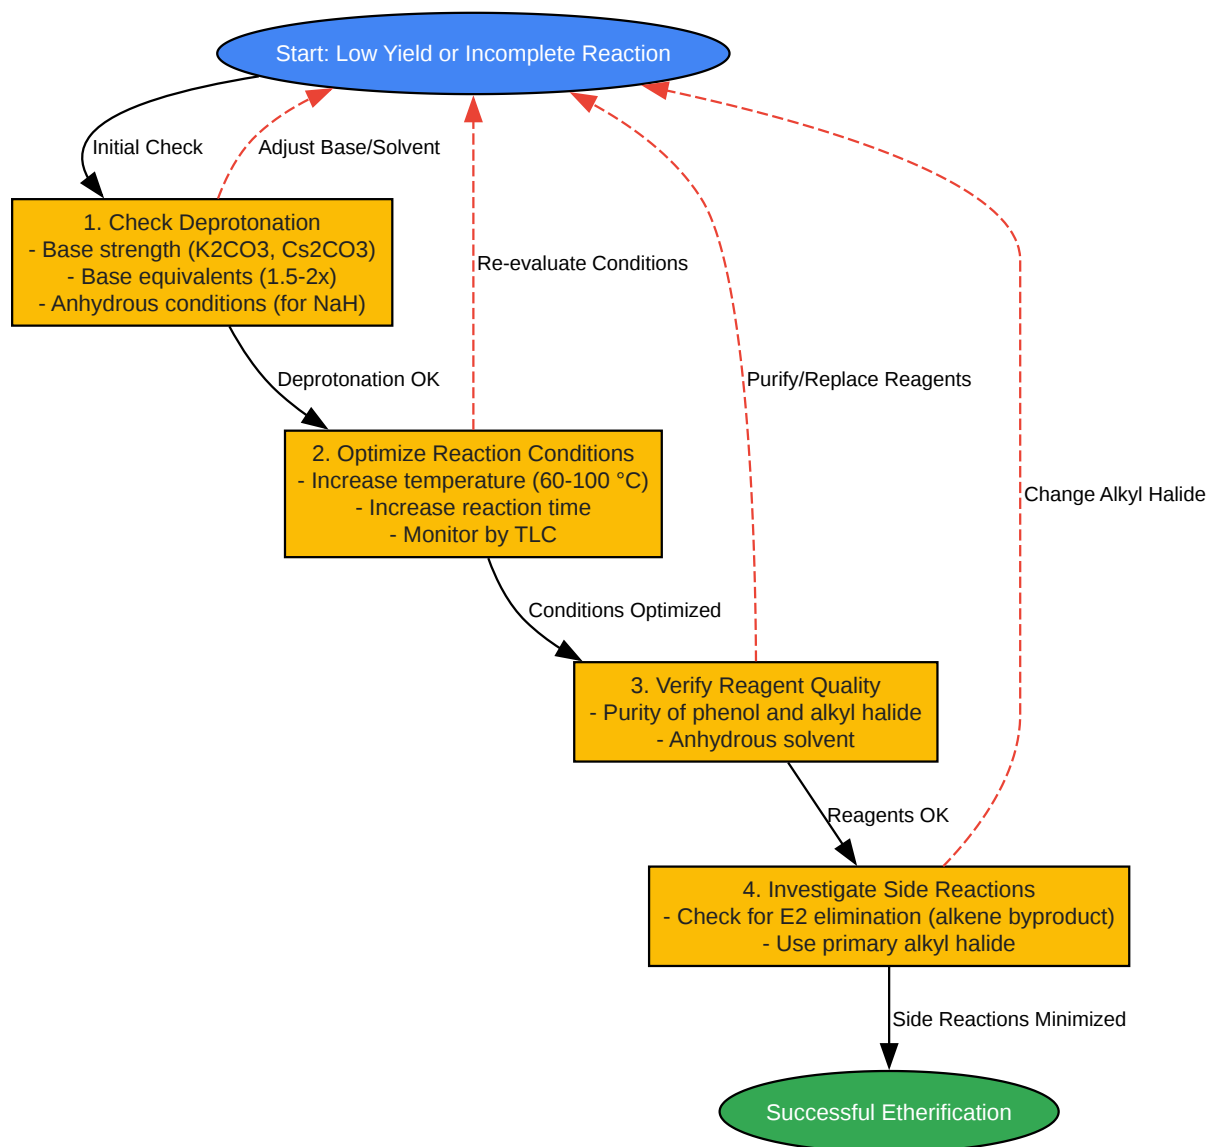 Start: Low Yield or Incomplete Reaction
Initial Check
Adjust Base/Solvent
1. Check Deprotonation
- Base strength (K2CO3, Cs2CO3)
- Base equivalents (1.5-2x)
- Anhydrous conditions (for NaH)
Re-evaluate Conditions
Deprotonation OK
Purify/Replace Reagents
2. Optimize Reaction Conditions
- Increase temperature (60-100 °C)
- Increase reaction time
- Monitor by TLC
Change Alkyl Halide
Conditions Optimized
3. Verify Reagent Quality
- Purity of phenol and alkyl halide
- Anhydrous solvent
Reagents OK
4. Investigate Side Reactions
- Check for E2 elimination (alkene byproduct)
- Use primary alkyl halide
Side Reactions Minimized
Successful Etherification